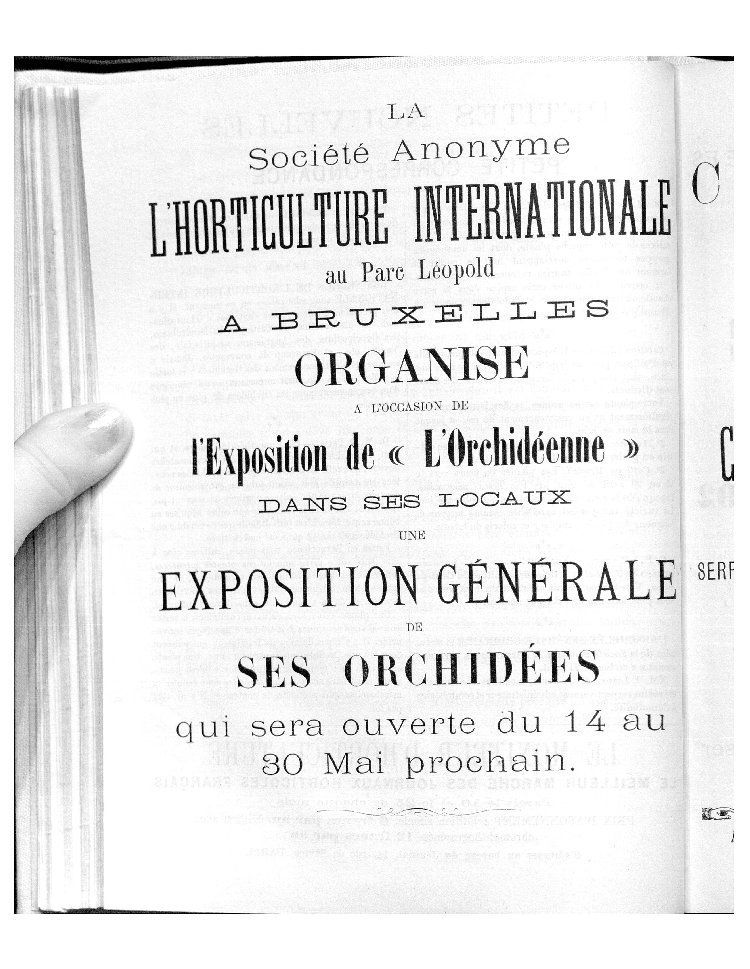 LA
Société Anonyme
L'HORTICULTURE INTERNATIONALE
au Parc Léopold
A BRUXELLES
ORGANISE
A L'OCCASION DE
l'Exposition de « L'Orchidéenne »
DANS SES LOCAUX
UNE
EXPOSITION GÉNÉRALE
DE
SES ORCHIDÉES
qui sera ouverte du 14 au
30 Mai prochain.
C
C
SERR